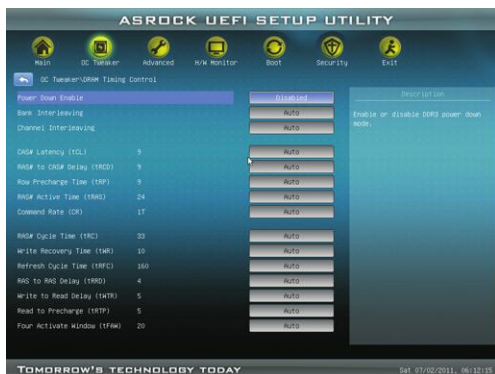 ASROCK UEFI SETUP UTILITY
Main OC Tweaker Advanced H/W Monitor Boot Security Exit
OC Tweaker\DRAM Timing Control
Power Down Enable Disabled
Bank Interleaving Auto
Channel Interleaving Auto
CAS# Latency (tCL) 9 Auto
RAS# to CAS# Delay (tRCD) 9 Auto
Row Precharge Time (tRP) 9 Auto
RAS# Active Time (tRAS) 24 Auto
Command Rate (CR) 1T Auto
RAS# Cycle Time (tRC) 33 Auto
Write Recovery Time (tWR) 10 Auto
Refresh Cycle Time (tRFC) 160 Auto
RAS to RAS Delay (tRRD) 4 Auto
Write to Read Delay (tWTR) 5 Auto
Read to Precharge (tRTP) 5 Auto
Four Activate Window (tFAW) 20 Auto
Description
Enable or disable DDR3 power down
mode.
TOMORROW'S TECHNOLOGY TODAY
Sat 07/02/2011, 06:12:15